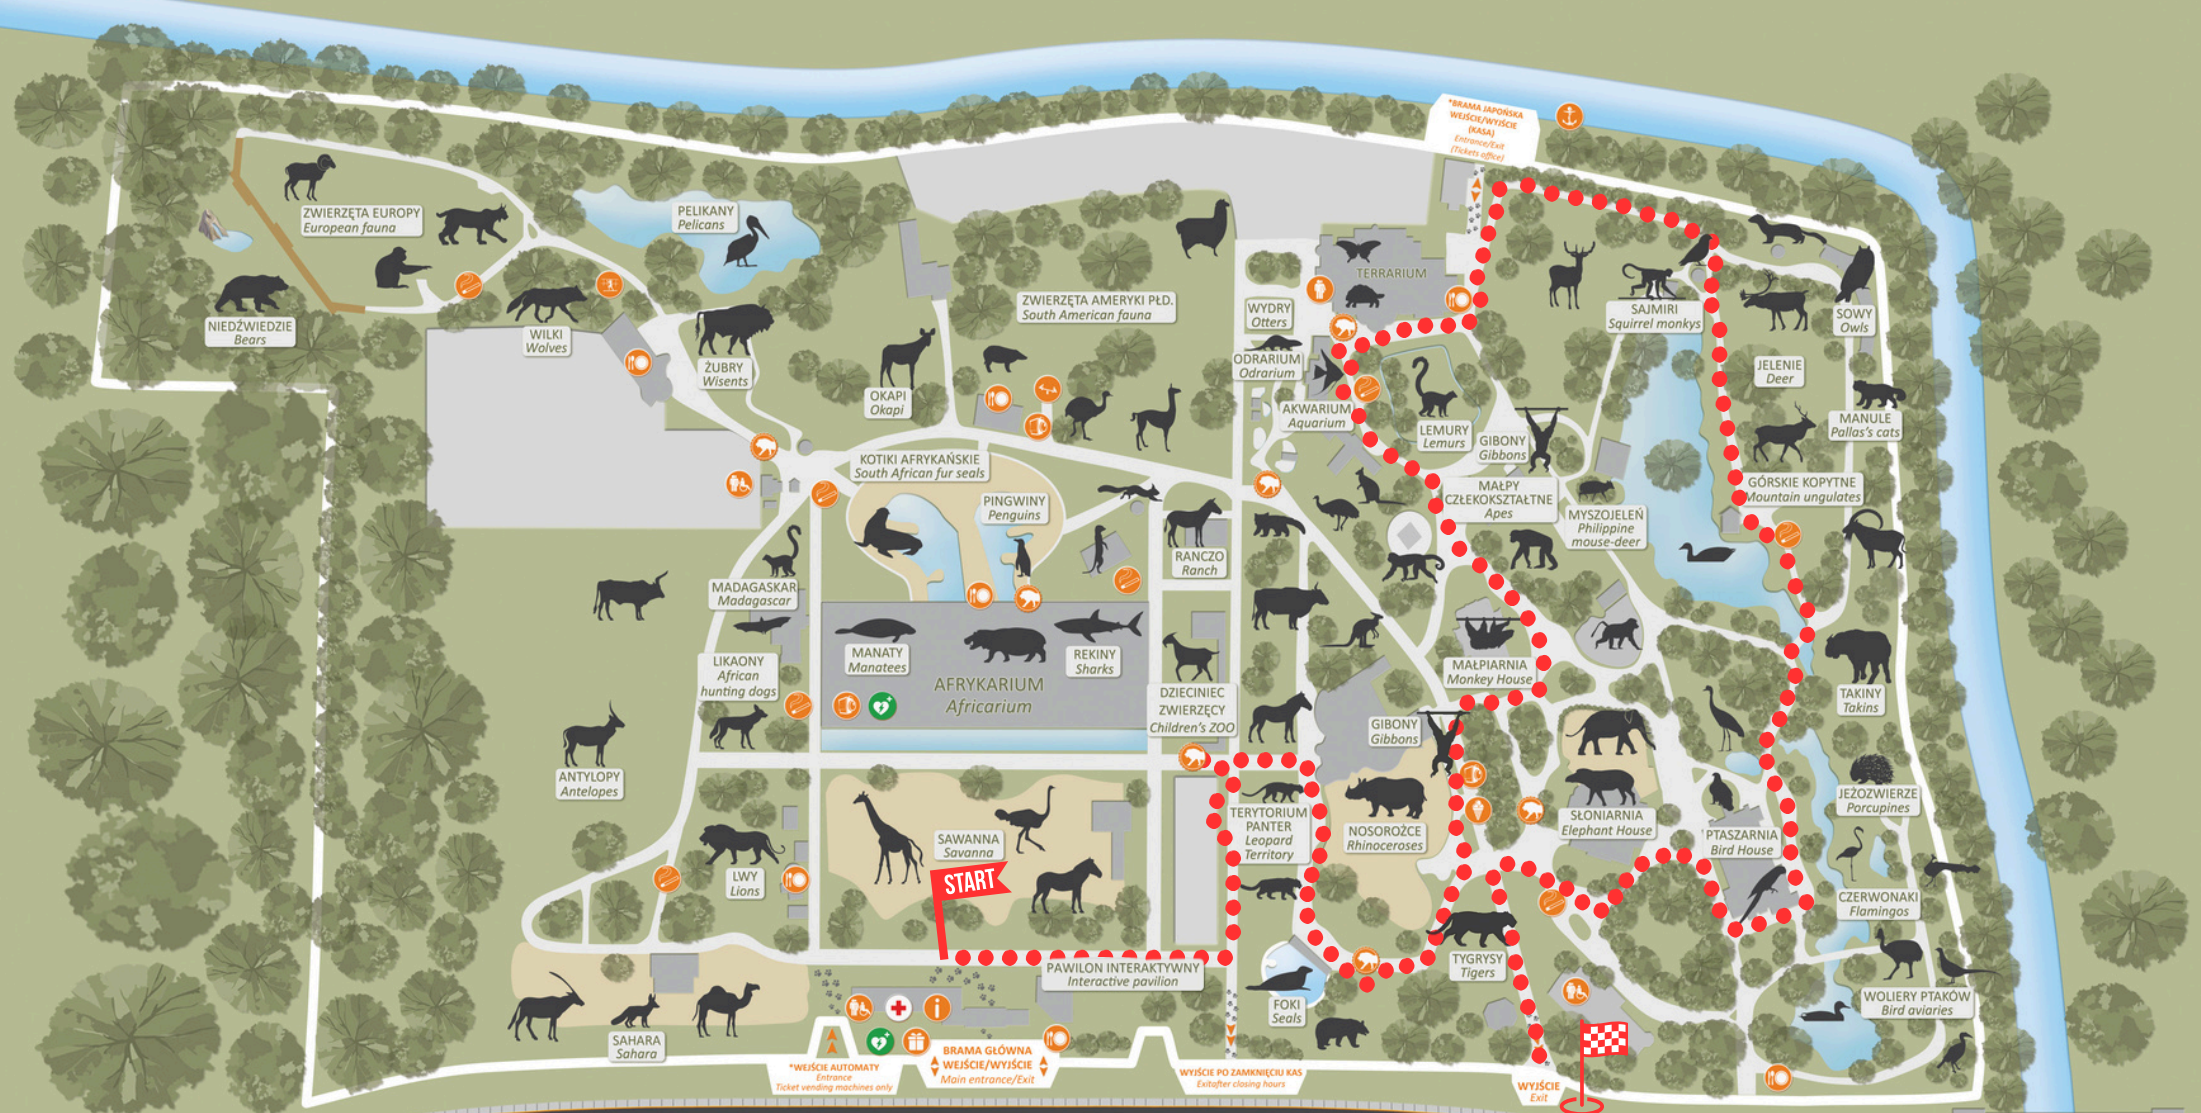 *BRAMA JAPOŃSKA
WEJŚCIE/WYJŚCIE
(KASA)
Entrance/Exit
(Tickets office)
ZWIERZĘTA EUROPY
European fauna
PELIKANY
Pelicans
NIEDŹWIEDZIE
Bears
WILKI
Wolves
ŻUBRY
Wisents
OKAPI
Okapi
ZWIERZĘTA AMERYKI PŁD.
South American fauna
TERRARIUM
WYDRY
Otters
ODRARIUM
Odrarium
AKWARIUM
Aquarium
LEMURY
Lemurs
GIBONY
Gibbons
SAJMIRI
Squirrel monkys
SOWY
Owls
JELENIE
Deer
MANULE
Pallas's cats
GÓRSKIE KOPYTNE
Mountain ungulates
KOTIKI AFRYKAŃSKIE
South African fur seals
PINGWINY
Penguins
MAŁPY
CZŁEKOKSZTAŁTNE
Apes
MYSZOJELEŃ
Philippine
mouse-deer
RANCZO
Ranch
MADAGASKAR
Madagascar
MANATY
Manatees
REKINY
Sharks
AFRYKARIUM
Africarium
LIKAONY
African
hunting dogs
DZIECINIEC
ZWIERZĘCY
Children's ZOO
MAŁPIARNIA
Monkey House
GIBONY
Gibbons
TAKINY
Takins
ANTYLOPY
Antelopes
JEŻOZWIERZE
Porcupines
SAWANNA
Savanna
TERYTORIUM
PANTER
Leopard
Territory
NOSOROŻCE
Rhinoceroses
SŁONIARNIA
Elephant House
PTASZARNIA
Bird House
LWY
Lions
START
CZERWONAKI
Flamingos
PAWILON INTERAKTYWNY
Interactive pavilion
TYGRYSY
Tigers
FOKI
Seals
WOLIERY PTAKÓW
Bird aviaries
SAHARA
Sahara
*WEJŚCIE AUTOMATY
Entrance
Ticket vending machines only
BRAMA GŁÓWNA
WEJŚCIE/WYJŚCIE
Main entrance/Exit
WYJŚCIE PO ZAMKNIĘCIU KAS
Exitafter closing hours
WYJŚCIE
Exit